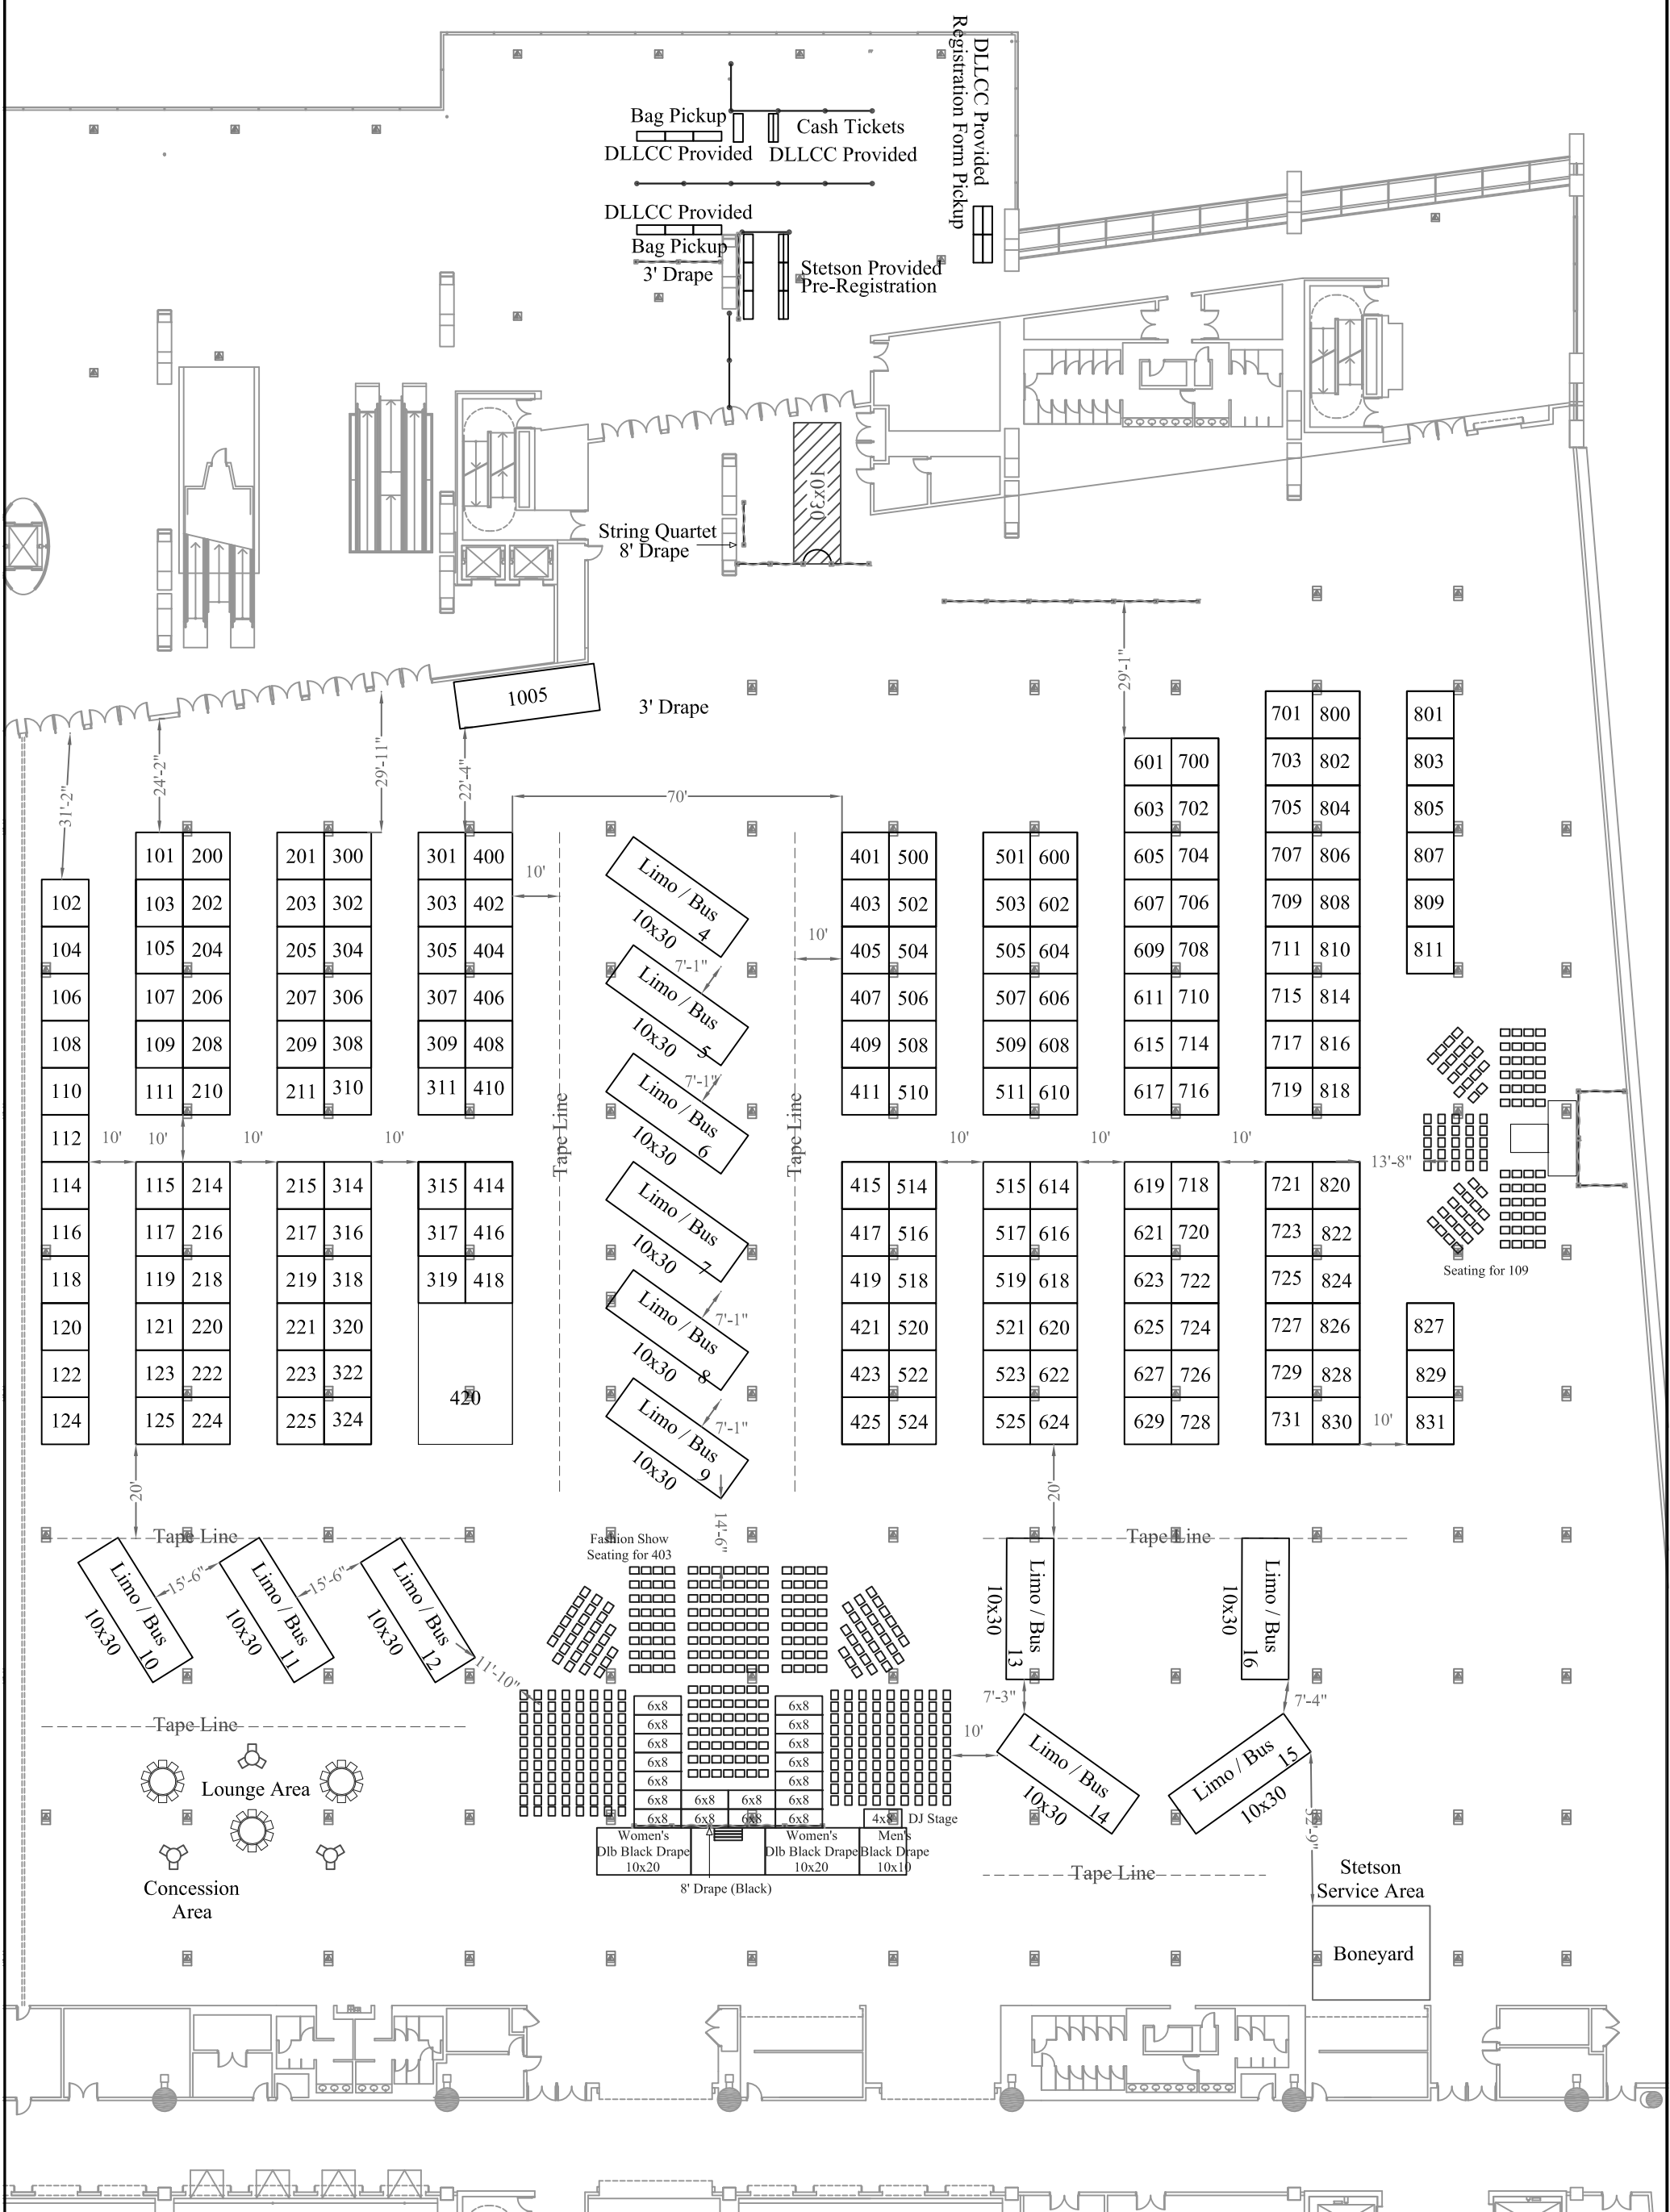 DLLCC Provided
Registration Form Pickup
Bag Pickup
Cash Tickets
DLLCC Provided
DLLCC Provided
DLLCC Provided
Bag Pickup
3' Drape
Stetson Provided
Pre-Registration
10x30
String Quartet
8' Drape
1005
3' Drape
29'-1"
31'-2"
24'-2"
29'-11"
22'-4"
70'
701 800 801
601 700 703 802 803
603 702 705 804 805
101 200 201 300 301 400 401 500 501 600 605 704 707 806 807
10'
102 103 202 203 302 303 402 403 502 503 602 607 706 709 808 809
10'
104 105 204 205 304 305 404 405 504 505 604 609 708 711 810 811
106 107 206 207 306 307 406 407 506 507 606 611 710 715 814
108 109 208 209 308 309 408 409 508 509 608 615 714 717 816
110 111 210 211 310 311 410 411 510 511 610 617 716 719 818
112 10' 10' 10' 10' 10' 10' 10'
13'-8"
114 115 214 215 314 315 414 415 514 515 614 619 718 721 820
116 117 216 217 316 317 416 417 516 517 616 621 720 723 822
118 119 218 219 318 319 418 419 518 519 618 623 722 725 824
Seating for 109
120 121 220 221 320 421 520 521 620 625 724 727 826 827
122 123 222 223 322 423 522 523 622 627 726 729 828 829
420
124 125 224 225 324 425 524 525 624 629 728 731 830 10' 831
Tape Line
Tape Line
Limo / Bus 4
10x30
7'-1"
Limo / Bus 5
10x30
7'-1"
Limo / Bus 6
10x30
Limo / Bus 7
10x30
Limo / Bus 8
7'-1"
10x30
Limo / Bus 9
7'-1"
10x30
20'
20'
14'-6"
Tape Line
Tape Line
Fashion Show
Seating for 403
Limo / Bus 10
10x30
15'-6"
Limo / Bus 11
10x30
15'-6"
Limo / Bus 12
10x30
11'-10"
Limo / Bus 13
10x30
Limo / Bus 16
10x30
7'-3"
7'-4"
Tape Line
6x8 6x8
6x8 6x8
6x8 6x8
6x8 6x8
6x8 6x8
6x8 6x8 6x8 6x8
6x8 6x8 6x8 6x8
10'
Limo / Bus 14
10x30
Limo / Bus 15
10x30
Lounge Area
4x8 DJ Stage
Women's
Dlb Black Drape
10x20
Women's
Dlb Black Drape
10x20
Men's
Black Drape
10x10
8' Drape (Black)
Tape Line
Concession
Area
Stetson
Service Area
Boneyard